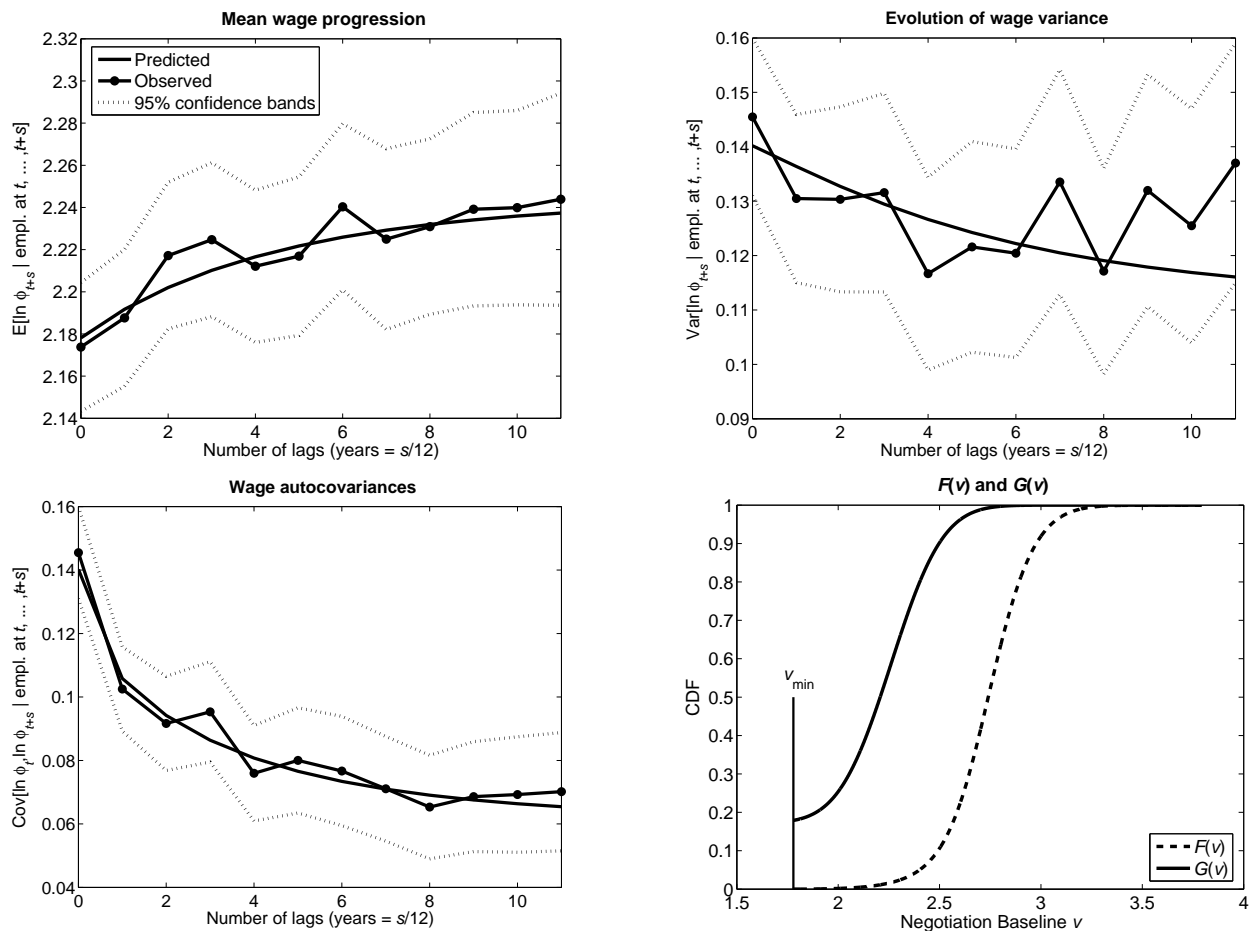 Mean wage progression
2.32
2.3
2.28
2.26
2.24
2.22
2.2
2.18
2.16
2.14
E[ln ϕt+s | empl. at t, ... ,t+s]
Predicted
Observed
95% confidence bands
0 2 4 6 8 10
Number of lags (years = s/12)
Evolution of wage variance
0.16
0.15
0.14
0.13
0.12
0.11
0.1
0.09
Var[ln ϕt+s | empl. at t, ... ,t+s]
0 2 4 6 8 10
Number of lags (years = s/12)
Wage autocovariances
0.16
0.14
0.12
0.1
0.08
0.06
0.04
Cov[ln ϕt,ln ϕt+s | empl. at t, ... ,t+s]
0 2 4 6 8 10
Number of lags (years = s/12)
F(v) and G(v)
1
0.9
0.8
0.7
0.6
0.5
0.4
0.3
0.2
0.1
0
CDF
vmin
F(v)
G(v)
1.5 2 2.5 3 3.5 4
Negotiation Baseline v